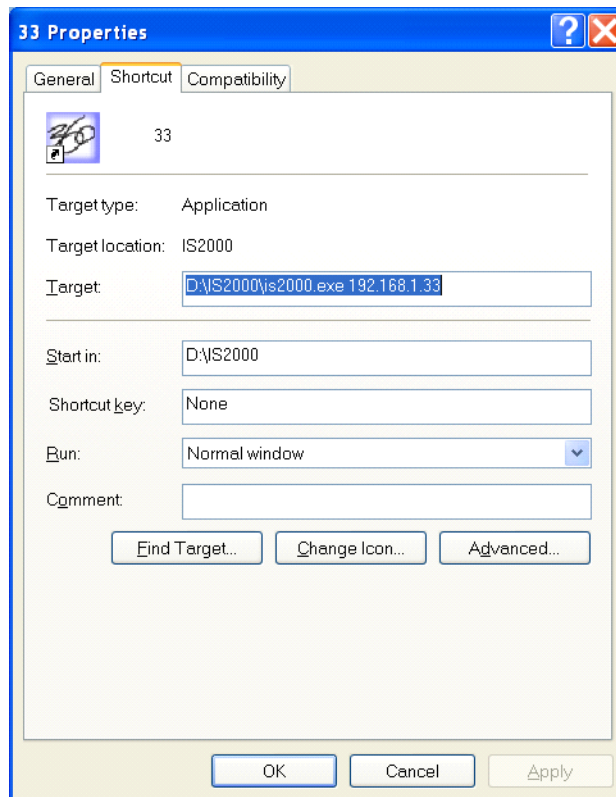 33 Properties
General Shortcut Compatibility
33
Target type: Application
Target location: IS2000
Target: D:\IS2000\is2000.exe 192.168.1.33
Start in: D:\IS2000
Shortcut key: None
Run: Normal window
Comment:
Find Target... Change Icon... Advanced...
OK Cancel Apply